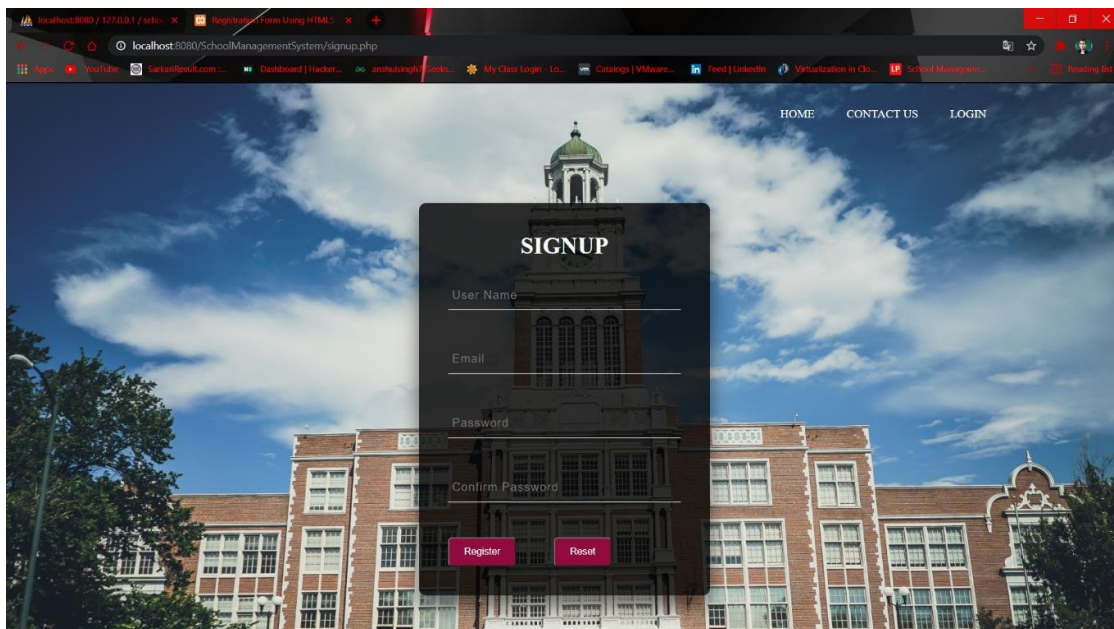 localhost:8080 / 127.0.0.1 / scho
Registration Form Using HTML5
localhost:8080/SchoolManagementSystem/signup.php
Apps
YouTube
SarkariResult.com :...
Dashboard | Hacker...
My Class Login - Lo...
Catalogs | VMware...
Feed | LinkedIn
Virtualization in Clo...
School Manageme...
Reading list
HOME
CONTACT US
LOGIN
SIGNUP
User Name
Email
Password
Confirm Password
Register
Reset